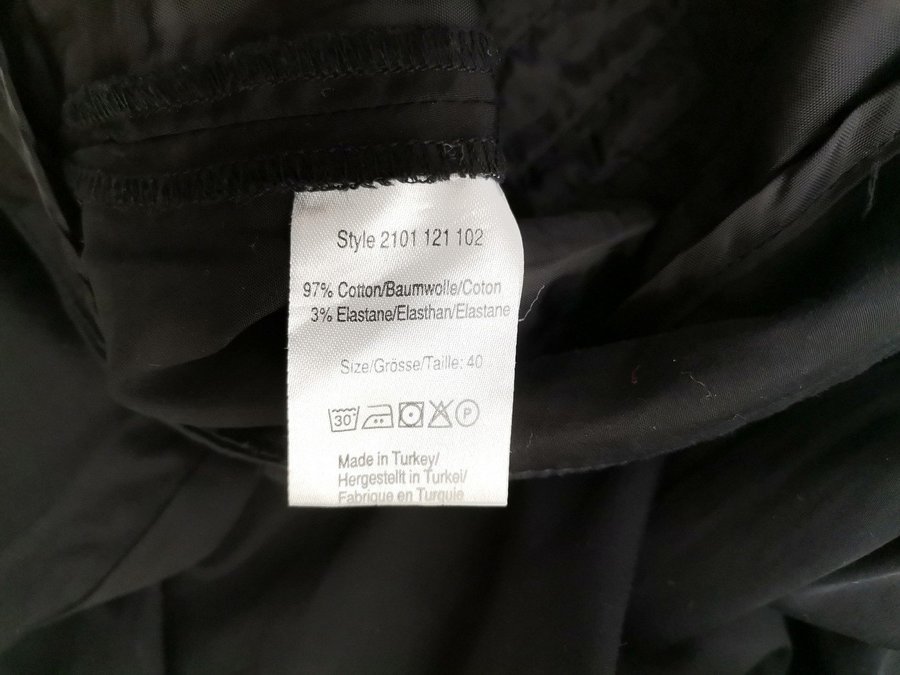 Style 2101 121 102
97% Cotton/Baumwolle/Coton
3% Elastane/Elasthan/Elastane
Size/Grösse/Taille: 40
30° P
Made in Turkey/
Hergestellt in Turkei/
Fabrique en Turquie